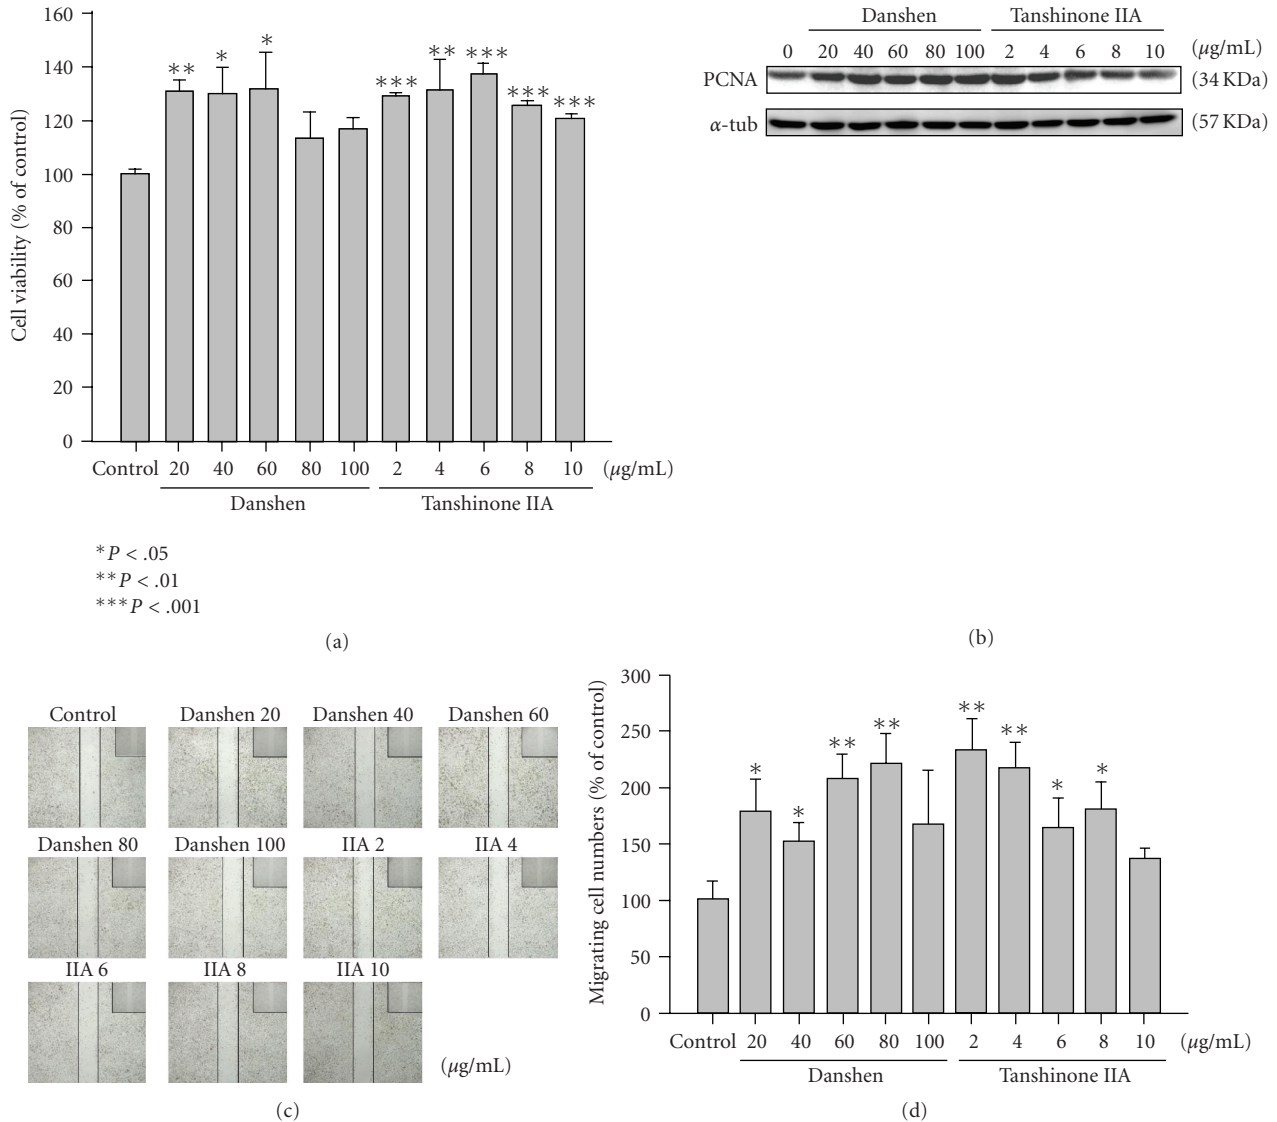 160
140
120
100
80
60
40
20
0
Cell viability (% of control)
** * * *** ** *** *** ***
Control 20 40 60 80 100 2 4 6 8 10 (μg/mL)
Danshen Tanshinone IIA
*P < .05
**P < .01
***P < .001
(a)
Danshen Tanshinone IIA
0 20 40 60 80 100 2 4 6 8 10 (μg/mL)
PCNA (34 KDa)
α-tub (57 KDa)
(b)
Control Danshen 20 Danshen 40 Danshen 60
Danshen 80 Danshen 100 IIA 2 IIA 4
IIA 6 IIA 8 IIA 10
(μg/mL)
(c)
300
250
200
150
100
50
0
Migrating cell numbers (% of control)
* * ** ** ** ** * *
Control 20 40 60 80 100 2 4 6 8 10 (μg/mL)
Danshen Tanshinone IIA
(d)